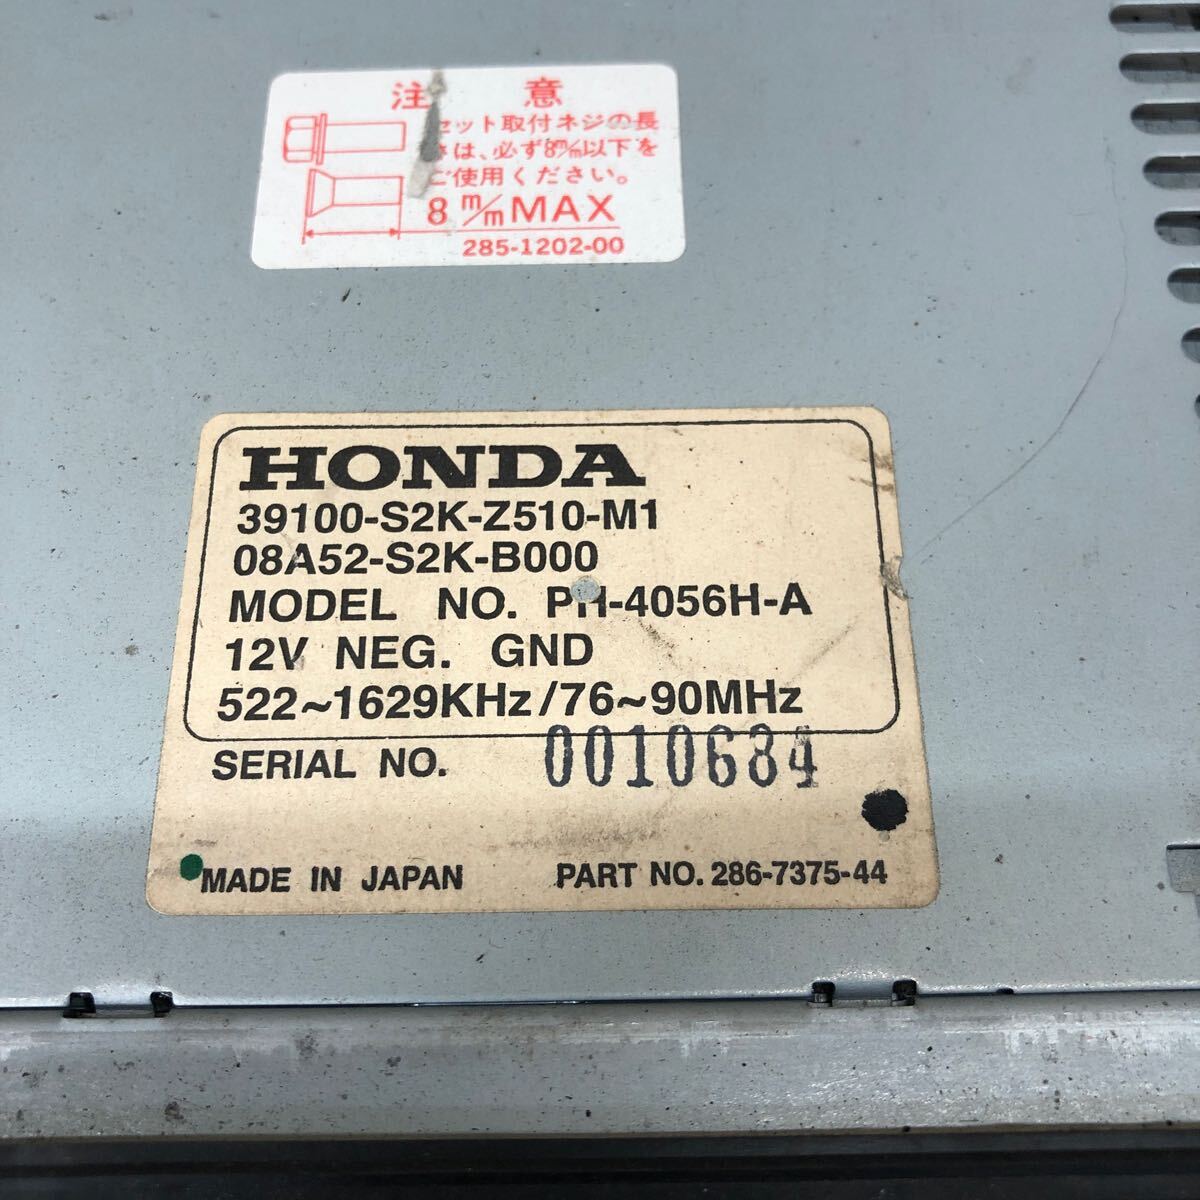 注 意
セット取付ネジの長
さは、必ず8m/m以下を
ご使用ください。
8 m/m MAX
285-1202-00
HONDA
39100-S2K-Z510-M1
08A52-S2K-B000
MODEL NO. PH-4056H-A
12V NEG. GND
522~1629KHz/76~90MHz
SERIAL NO. 0010684
MADE IN JAPAN PART NO. 286-7375-44